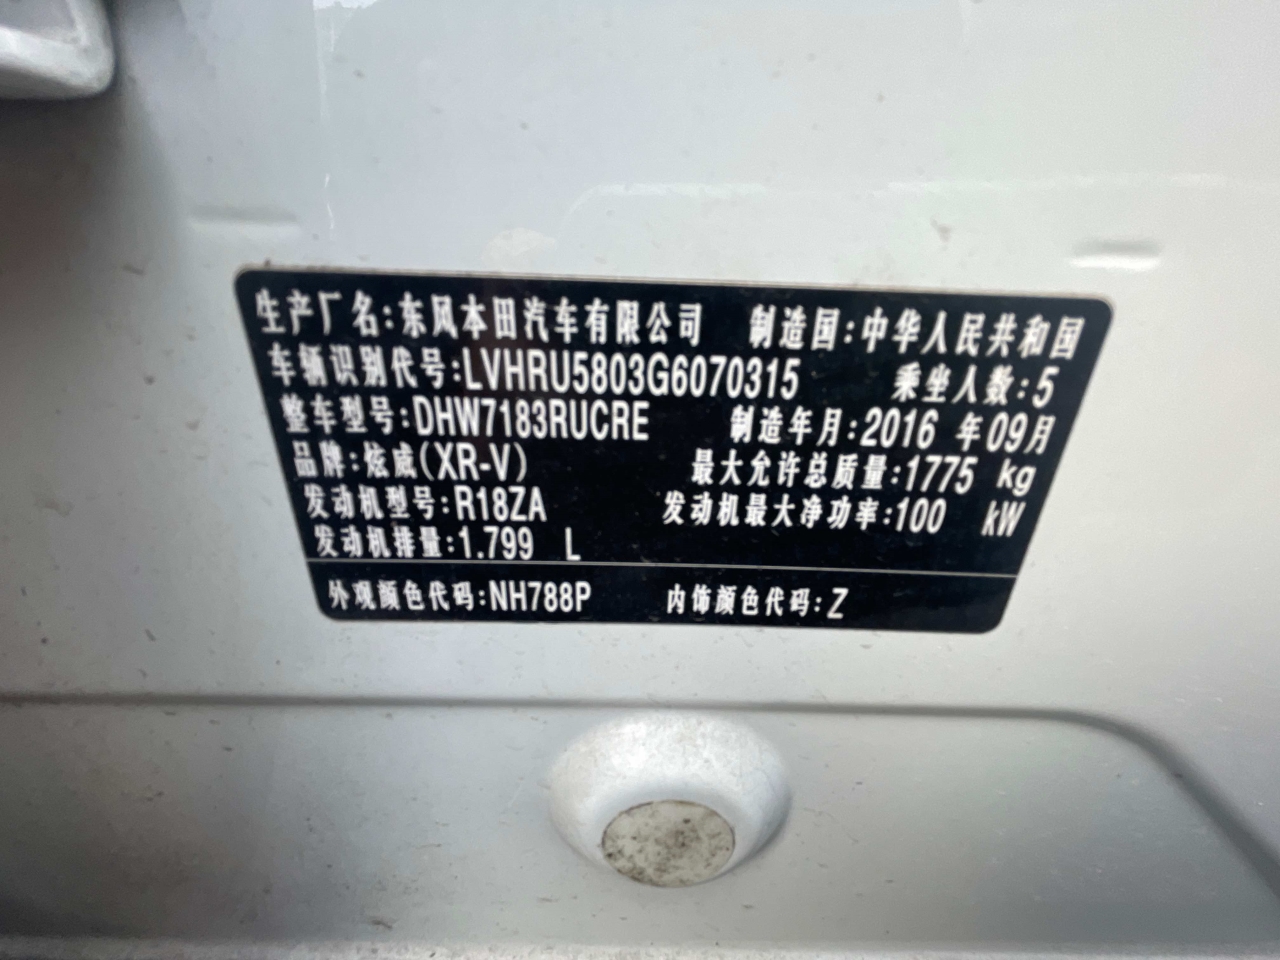 生产厂名:东风本田汽车有限公司 制造国:中华人民共和国
车辆识别代号:LVHRU5803G6070315 乘坐人数:5
整车型号:DHW7183RUCRE 制造年月:2016 年 09月
品牌:炫威(XR-V) 最大允许总质量:1775 kg
发动机型号:R18ZA 发动机最大净功率:100 kW
发动机排量:1.799 L
外观颜色代码:NH788P 内饰颜色代码:Z